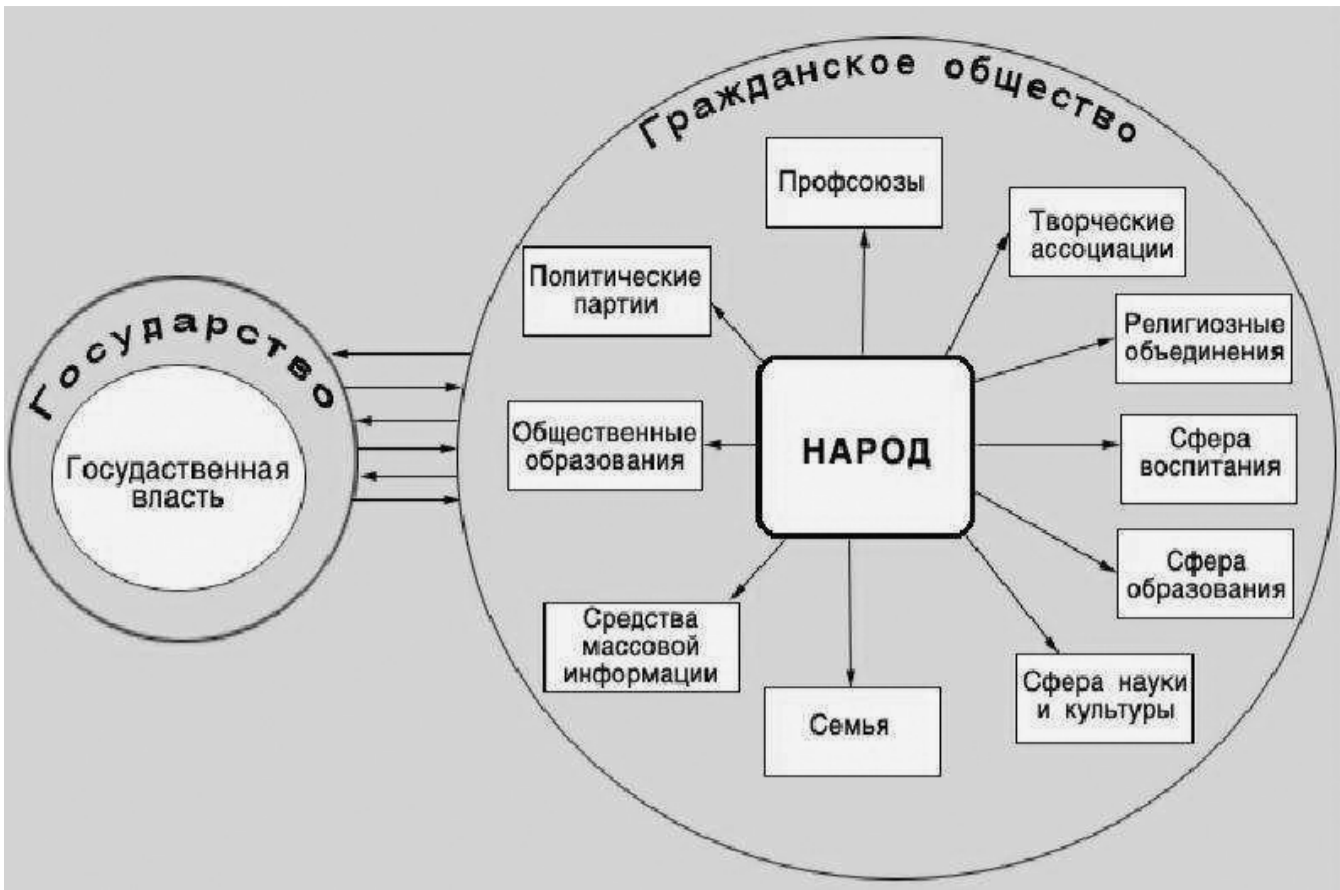 Гражданское общество
Профсоюзы
Творческие
ассоциации
Политические
партии
Религиозные
объединения
Государство
Государственная
власть
Общественные
образования
НАРОД
Сфера
воспитания
Сфера
образования
Средства
массовой
информации
Семья
Сфера науки
и культуры